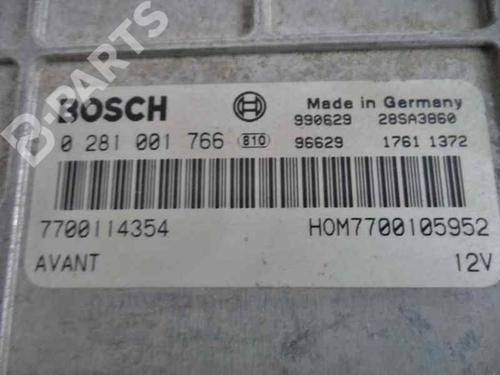 B-PARTS
BOSCH Made in Germany
990629 28SA3860
0 281 001 766 810 96629 1761 1372
7700114354 HOM7700105952
AVANT 12V